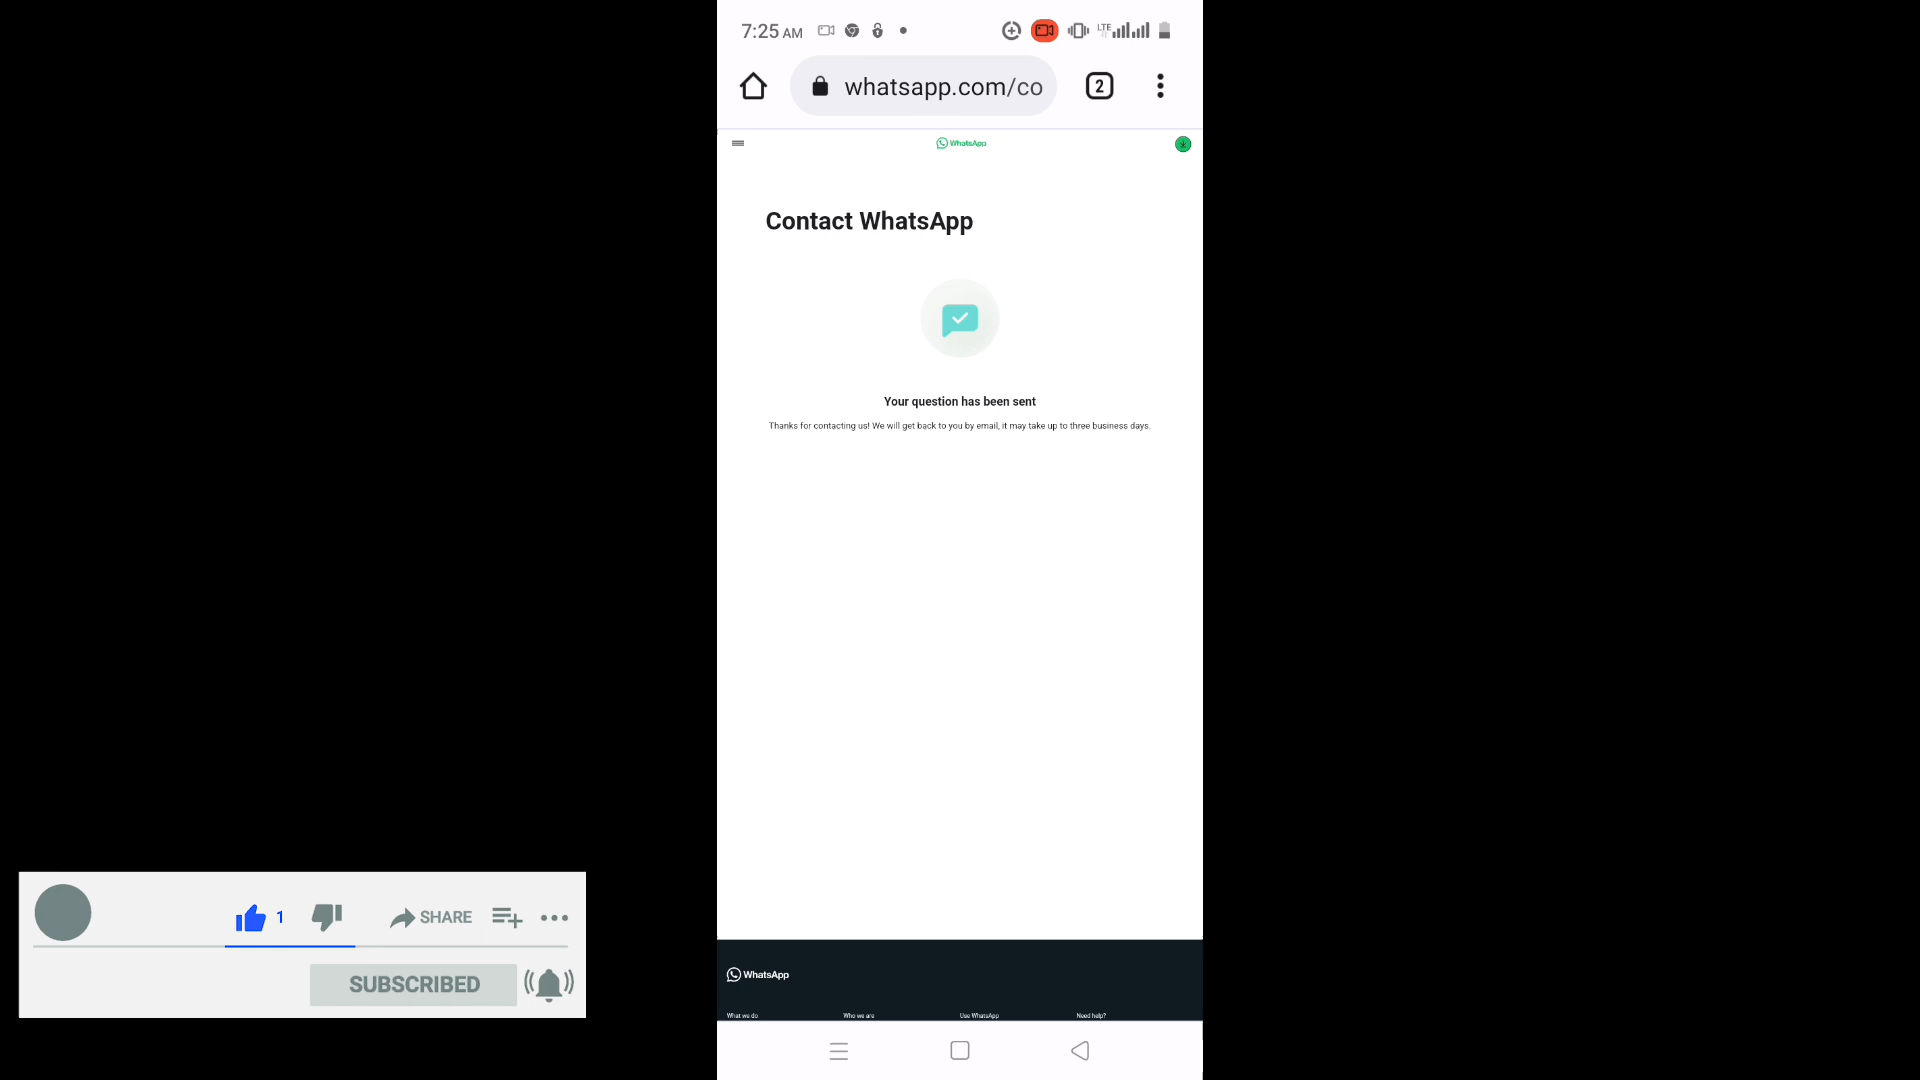 7:25 AM
LTE
whatsapp.com/co
2
WhatsApp
Contact WhatsApp
Your question has been sent
Thanks for contacting us! We will get back to you by email, it may take up to three business days.
1
SHARE
SUBSCRIBED
WhatsApp
What we do
Who we are
Use WhatsApp
Need help?